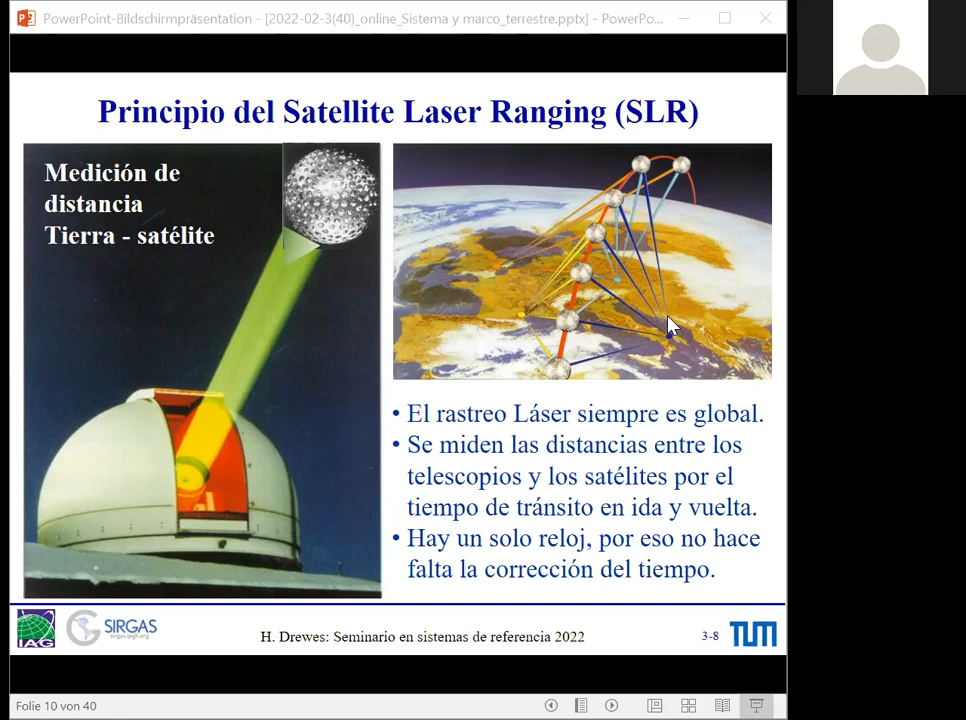 PowerPoint-Bildschirmpräsentation - [2022-02-3(40)_online_Sistema y marco_terrestre.pptx] - PowerPo...
Principio del Satellite Laser Ranging (SLR)
Medición de
distancia
Tierra - satélite
• El rastreo Láser siempre es global.
• Se miden las distancias entre los
telescopios y los satélites por el
tiempo de tránsito en ida y vuelta.
• Hay un solo reloj, por eso no hace
falta la corrección del tiempo.
IAG
SIRGAS
sirgas.ipgh.org
H. Drewes: Seminario en sistemas de referencia 2022
3-8
TUM
Folie 10 von 40